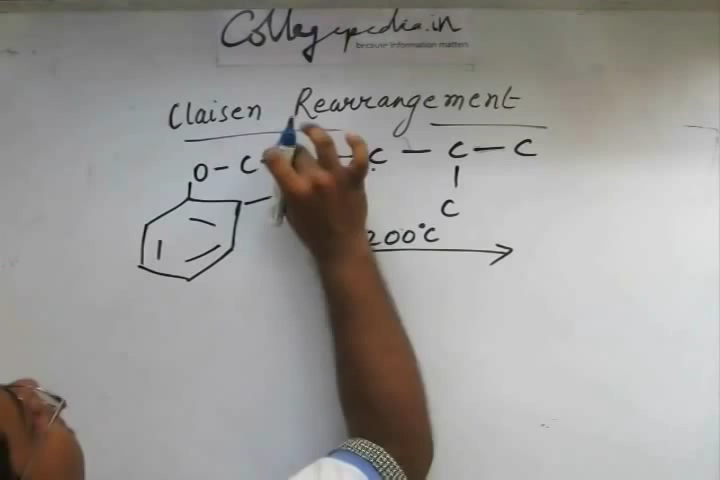 Collegepedia.in
because information matters
Claisen Rearrangement
O – C – C — C — C
C
200°C